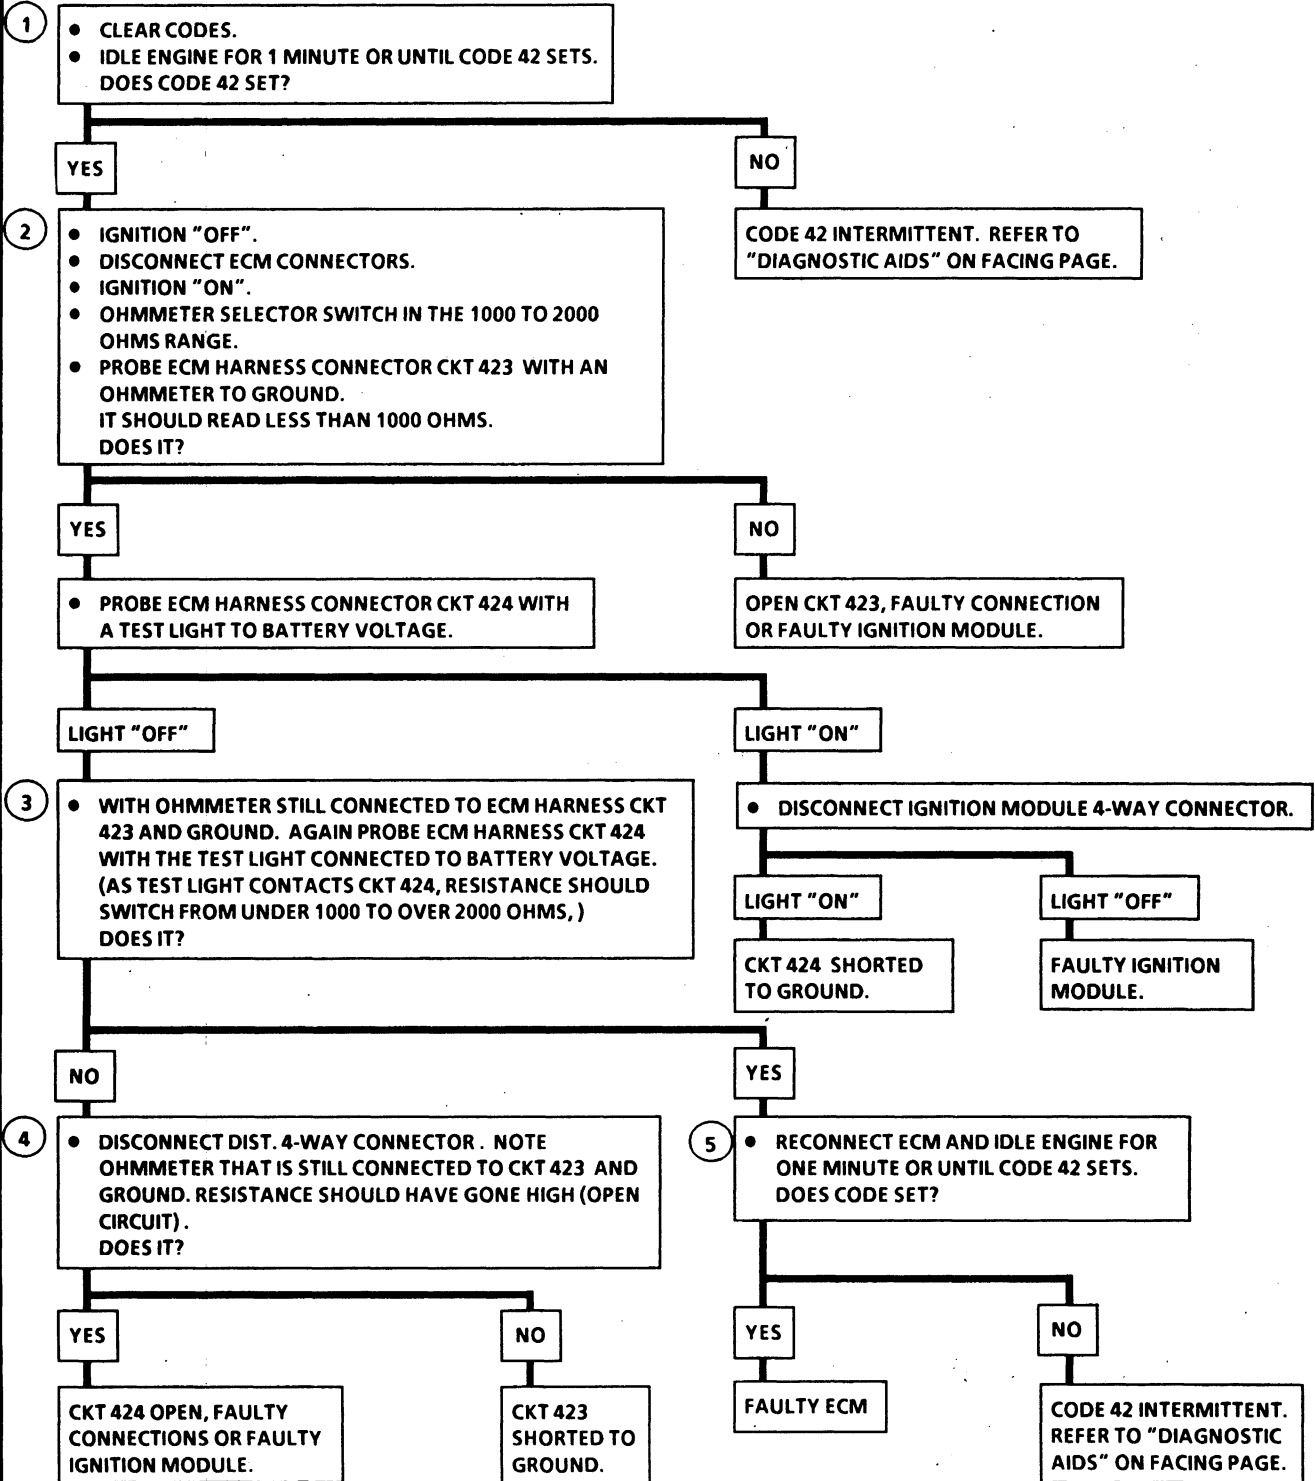 1
● CLEAR CODES.
● IDLE ENGINE FOR 1 MINUTE OR UNTIL CODE 42 SETS.
DOES CODE 42 SET?
YES
NO
2
● IGNITION "OFF".
● DISCONNECT ECM CONNECTORS.
● IGNITION "ON".
● OHMMETER SELECTOR SWITCH IN THE 1000 TO 2000
OHMS RANGE.
● PROBE ECM HARNESS CONNECTOR CKT 423 WITH AN
OHMMETER TO GROUND.
IT SHOULD READ LESS THAN 1000 OHMS.
DOES IT?
CODE 42 INTERMITTENT. REFER TO
"DIAGNOSTIC AIDS" ON FACING PAGE.
YES
NO
● PROBE ECM HARNESS CONNECTOR CKT 424 WITH
A TEST LIGHT TO BATTERY VOLTAGE.
OPEN CKT 423, FAULTY CONNECTION
OR FAULTY IGNITION MODULE.
LIGHT "OFF"
LIGHT "ON"
3
● WITH OHMMETER STILL CONNECTED TO ECM HARNESS CKT
423 AND GROUND. AGAIN PROBE ECM HARNESS CKT 424
WITH THE TEST LIGHT CONNECTED TO BATTERY VOLTAGE.
(AS TEST LIGHT CONTACTS CKT 424, RESISTANCE SHOULD
SWITCH FROM UNDER 1000 TO OVER 2000 OHMS, )
DOES IT?
● DISCONNECT IGNITION MODULE 4-WAY CONNECTOR.
LIGHT "ON"
LIGHT "OFF"
CKT 424 SHORTED
TO GROUND.
FAULTY IGNITION
MODULE.
NO
YES
4
● DISCONNECT DIST. 4-WAY CONNECTOR . NOTE
OHMMETER THAT IS STILL CONNECTED TO CKT 423 AND
GROUND. RESISTANCE SHOULD HAVE GONE HIGH (OPEN
CIRCUIT) .
DOES IT?
5
● RECONNECT ECM AND IDLE ENGINE FOR
ONE MINUTE OR UNTIL CODE 42 SETS.
DOES CODE SET?
YES
NO
YES
NO
CKT 424 OPEN, FAULTY
CONNECTIONS OR FAULTY
IGNITION MODULE.
CKT 423
SHORTED TO
GROUND.
FAULTY ECM
CODE 42 INTERMITTENT.
REFER TO "DIAGNOSTIC
AIDS" ON FACING PAGE.